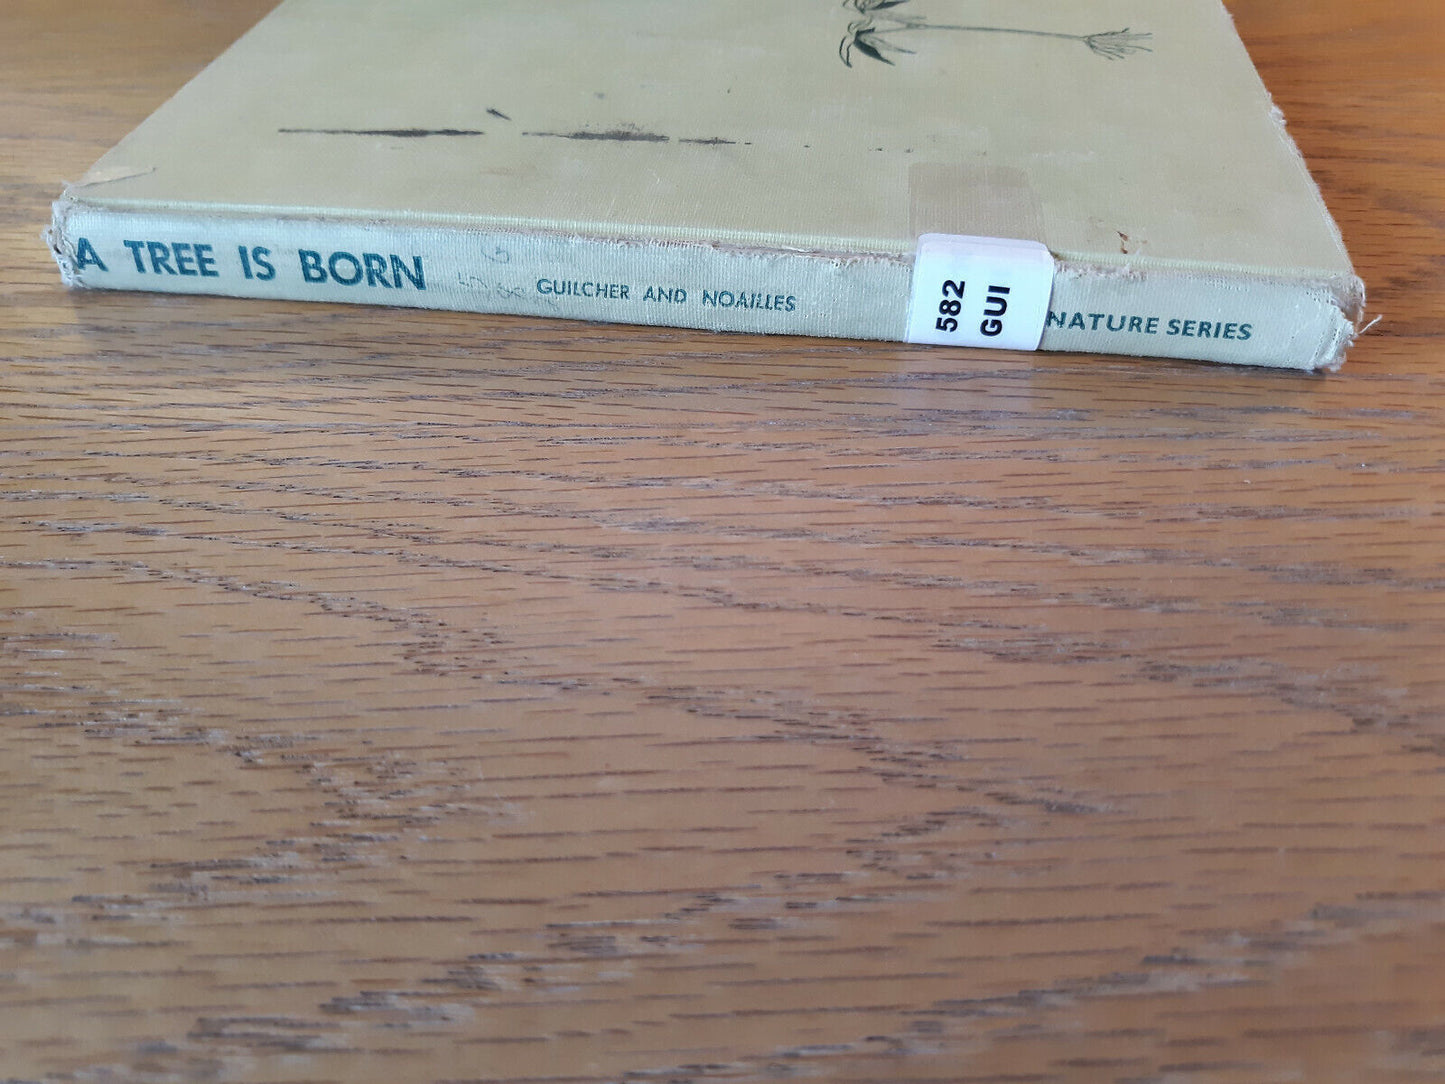 A TREE IS BORN
GUILCHER AND NOAILLES
582
GUI
NATURE SERIES